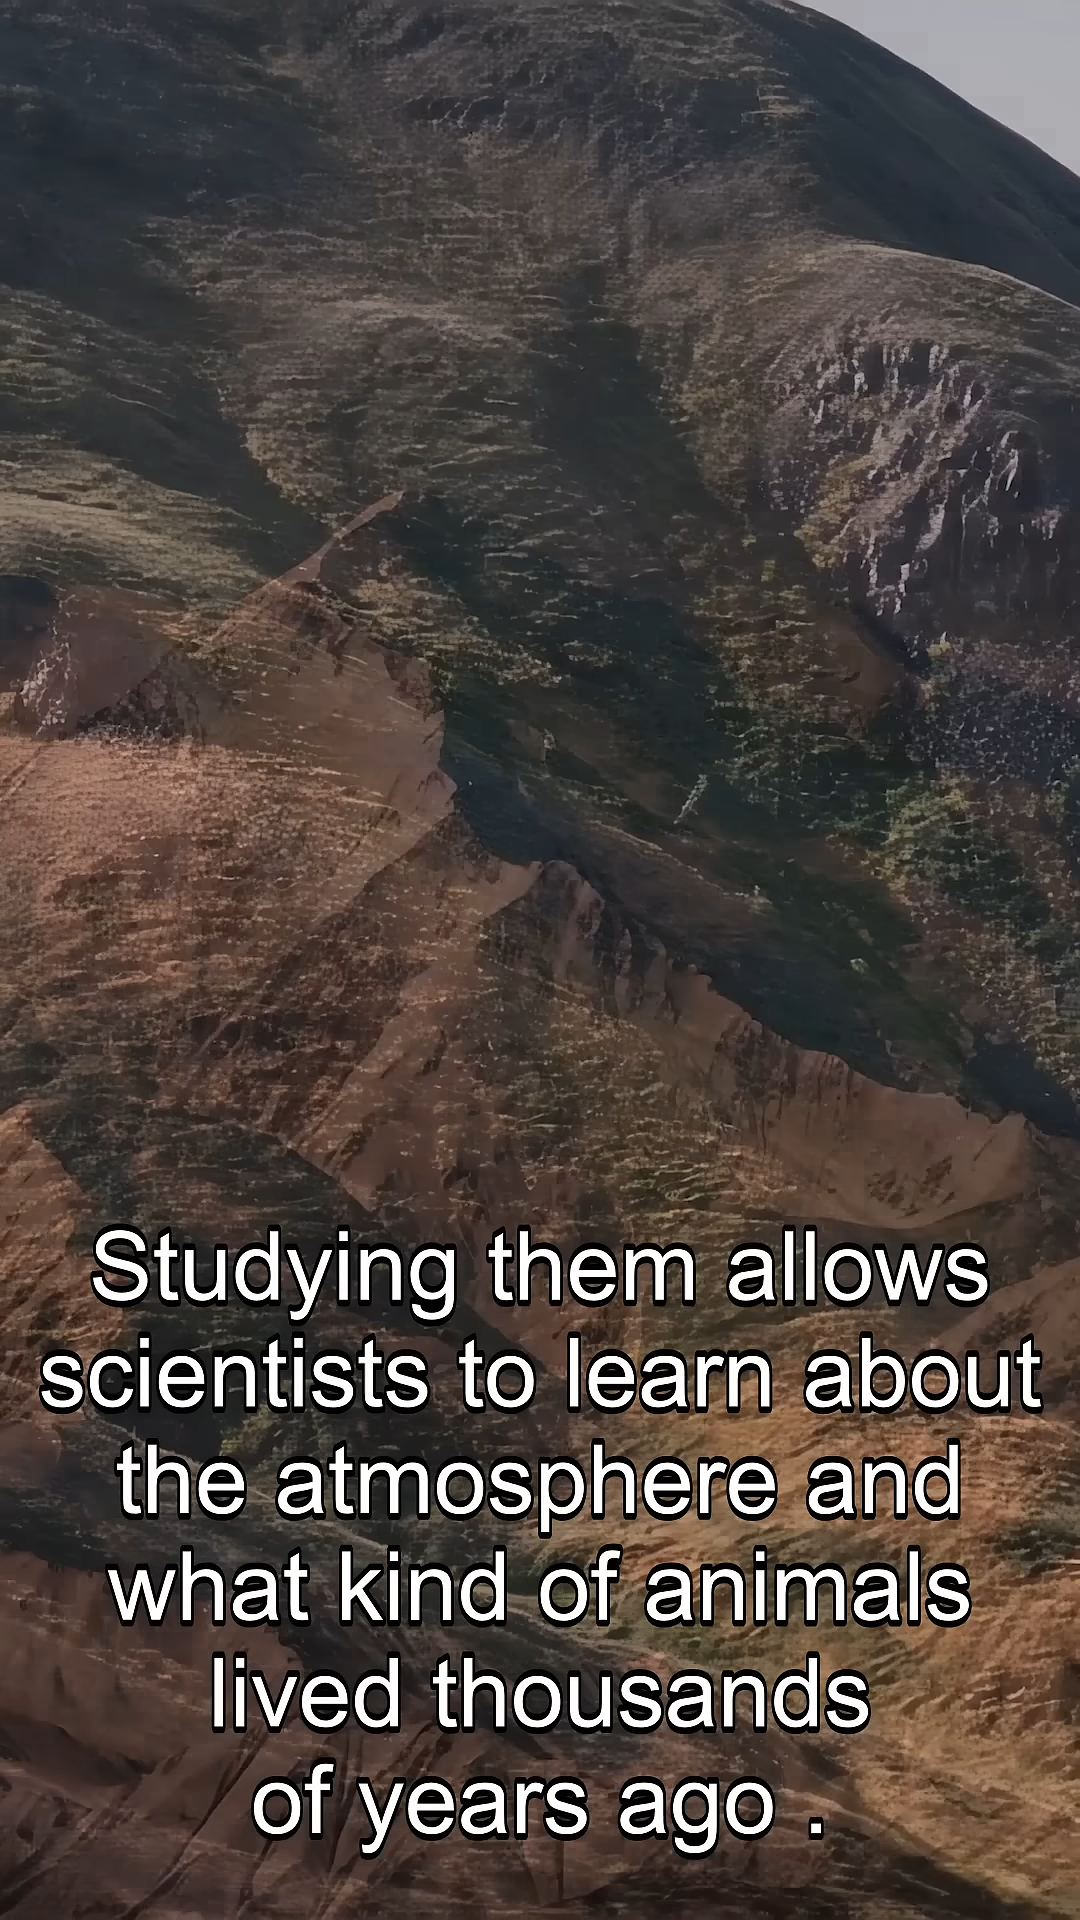 Studying them allows
scientists to learn about
the atmosphere and
what kind of animals
lived thousands
of years ago .